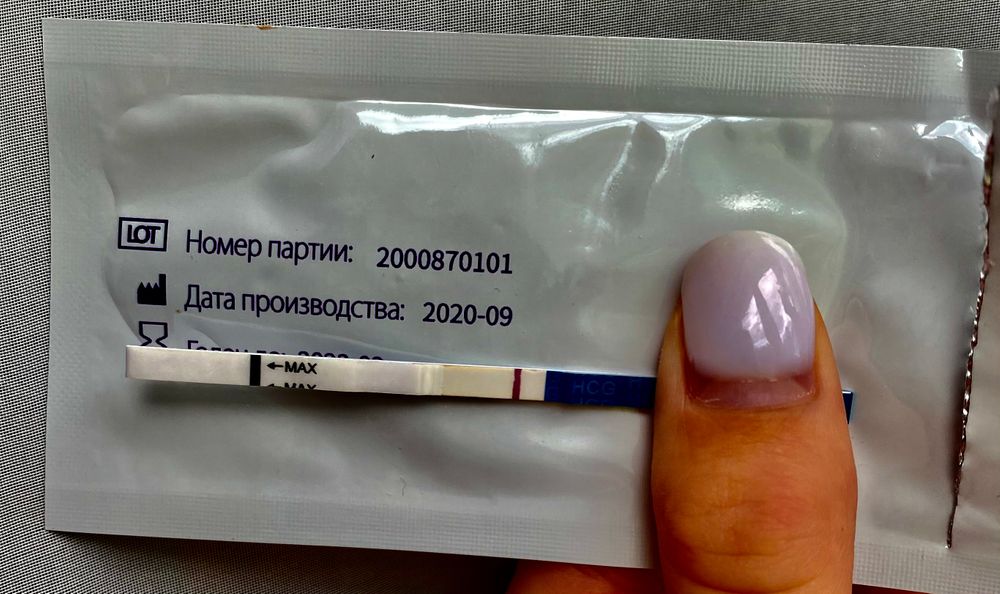 LOT
Номер партии: 2000870101
Дата производства: 2020-09
←MAX
←MAX
HCG